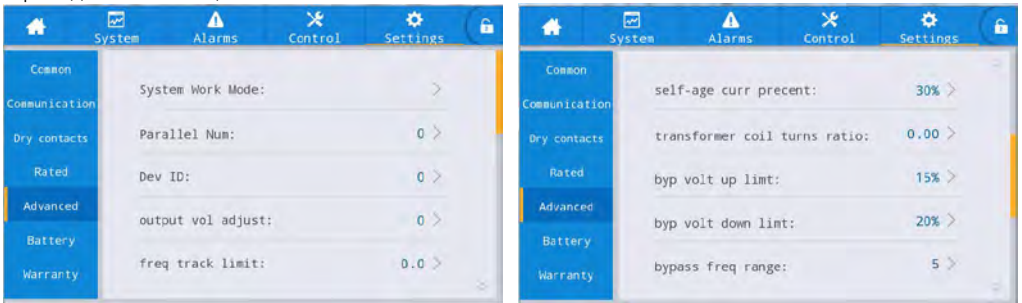 System Alarms Control Settings
Common
Communication
Dry contacts
Rated
Advanced
Battery
Warranty
System Work Mode:
Parallel Num: 0
Dev ID: 0
output vol adjust: 0
freq track limit: 0.0
System Alarms Control Settings
Common
Communication
Dry contacts
Rated
Advanced
Battery
Warranty
self-age curr precent: 30%
transformer coil turns ratio: 0.00
byp volt up limt: 15%
byp volt down limt: 20%
bypass freq range: 5